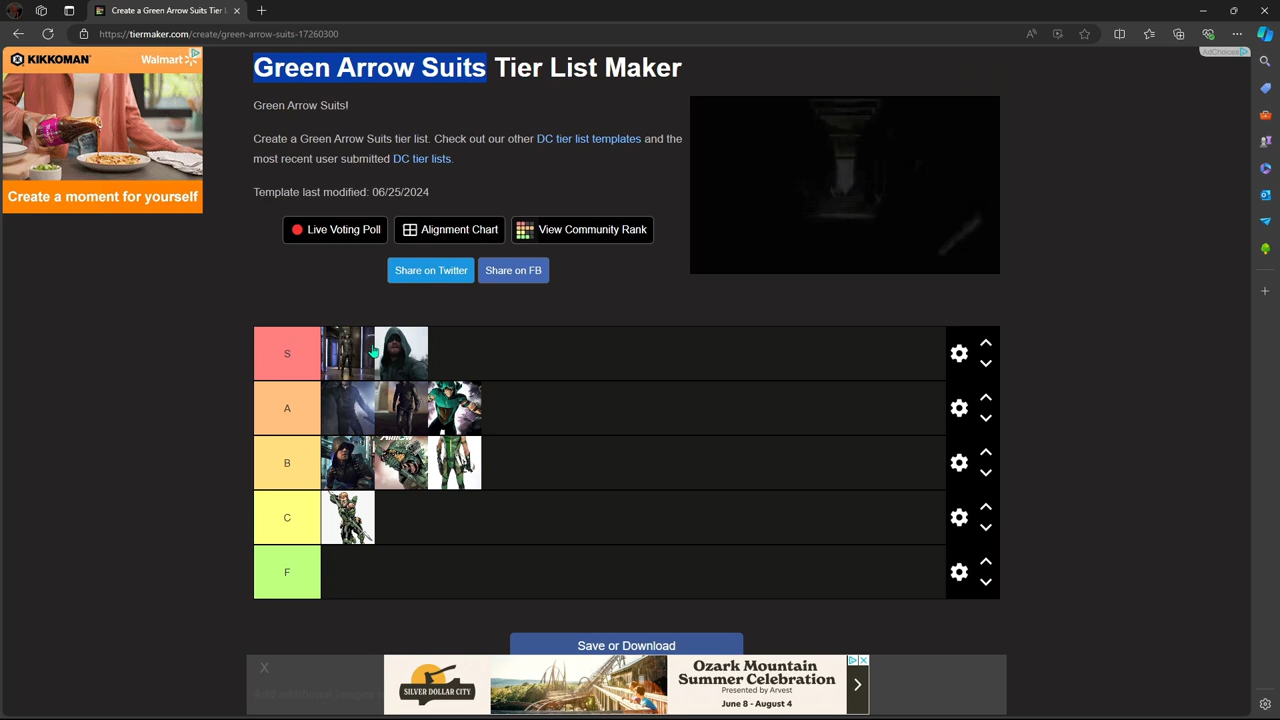 Create a Green Arrow Suits Tier l
https://tiermaker.com/create/green-arrow-suits-17260300
KIKKOMAN
Walmart
Create a moment for yourself
AdChoices
Green Arrow Suits Tier List Maker
Green Arrow Suits!
Create a Green Arrow Suits tier list. Check out our other DC tier list templates and the
most recent user submitted DC tier lists.
Template last modified: 06/25/2024
Live Voting Poll
Alignment Chart
View Community Rank
Share on Twitter
Share on FB
S
A
B
C
F
Save or Download
X
SILVER DOLLAR CITY
Ozark Mountain
Summer Celebration
Presented by Arvest
June 8 - August 4